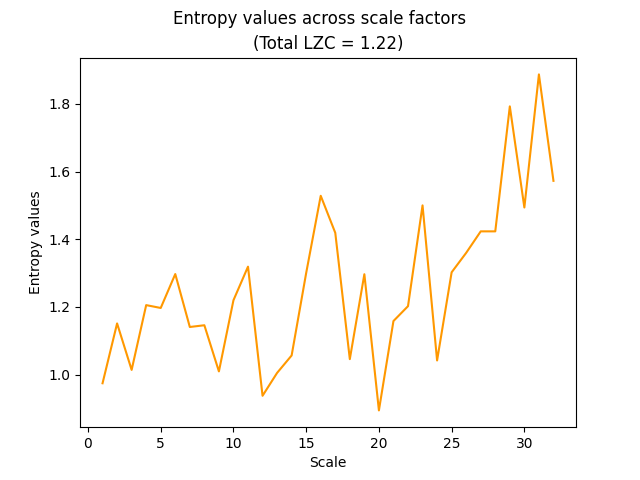 Entropy values across scale factors
(Total LZC = 1.22)
Entropy values
1.8
1.6
1.4
1.2
1.0
0 5 10 15 20 25 30
Scale